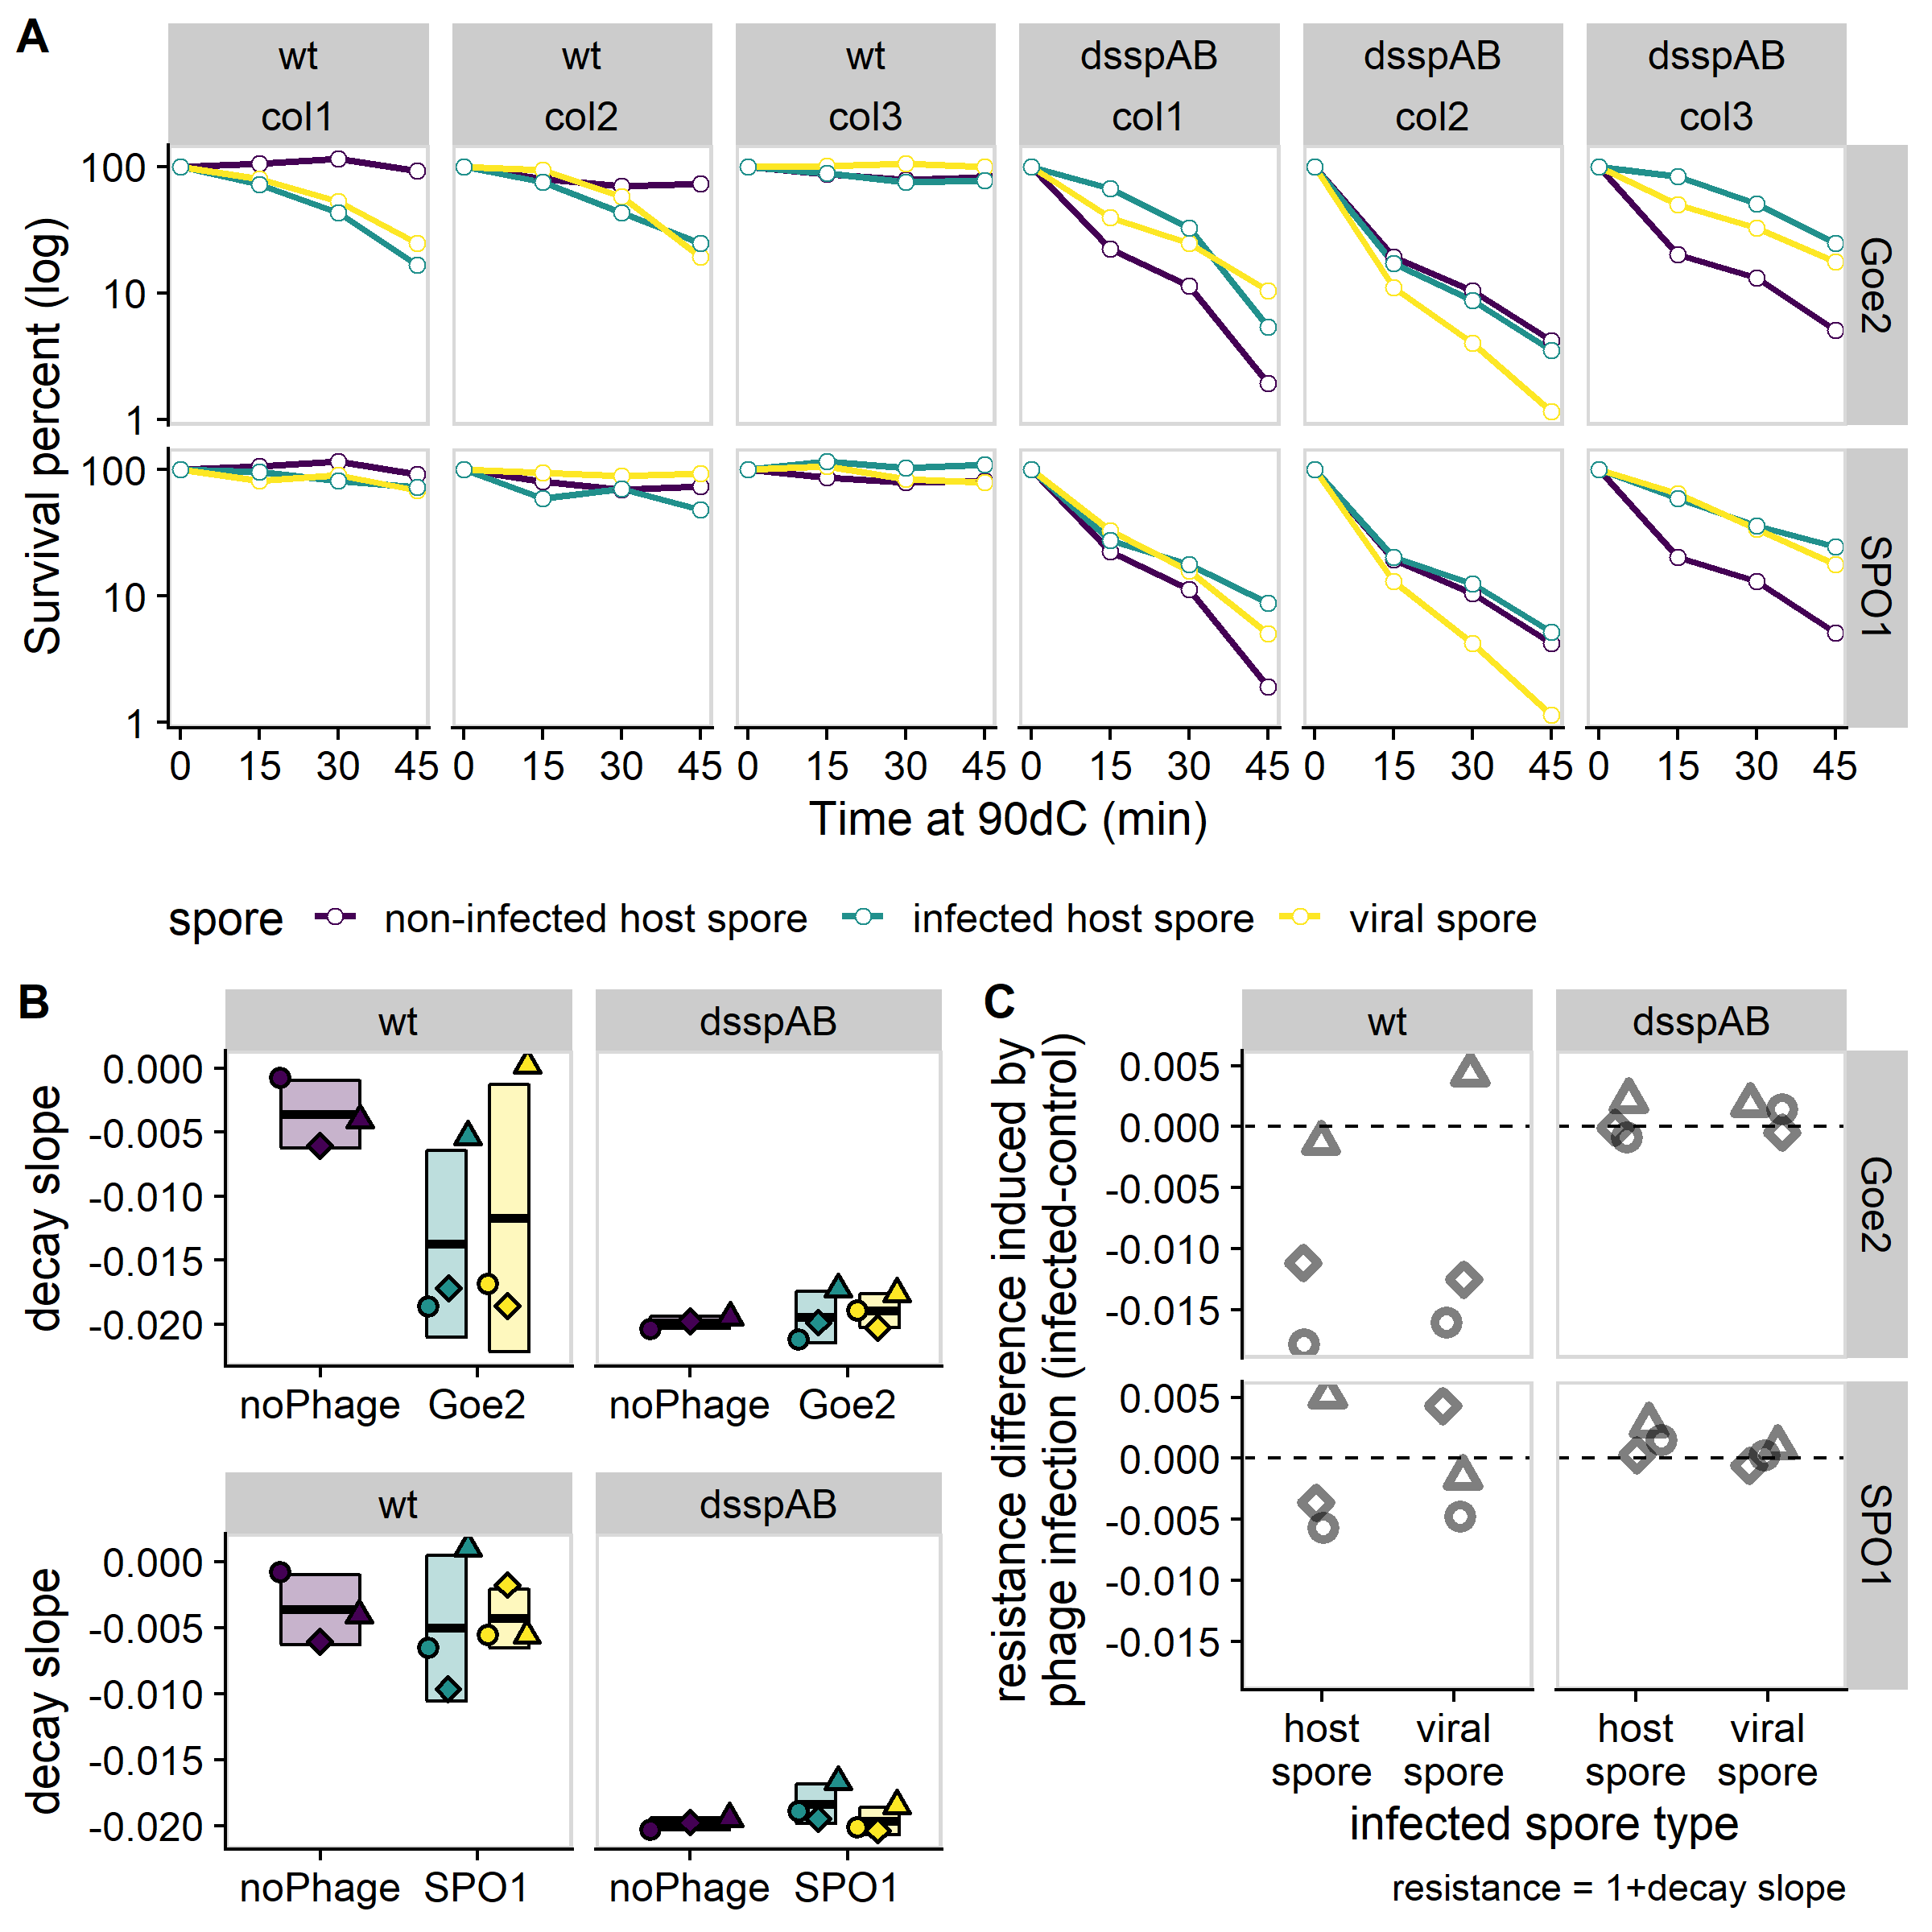 A
wt wt wt dsspAB dsspAB dsspAB
col1 col2 col3 col1 col2 col3
Survival percent (log)
100
10
1
Goe2
100
10
1
SPO1
0 15 30 45 0 15 30 45 0 15 30 45 0 15 30 45 0 15 30 45 0 15 30 45
Time at 90dC (min)
spore non-infected host spore infected host spore viral spore
B
wt dsspAB
decay slope
0.000
-0.005
-0.010
-0.015
-0.020
noPhage Goe2 noPhage Goe2
wt dsspAB
decay slope
0.000
-0.005
-0.010
-0.015
-0.020
noPhage SPO1 noPhage SPO1
C
wt dsspAB
resistance difference induced by
phage infection (infected-control)
0.005
0.000
-0.005
-0.010
-0.015
Goe2
0.005
0.000
-0.005
-0.010
-0.015
SPO1
host viral host viral
spore spore spore spore
infected spore type
resistance = 1+decay slope